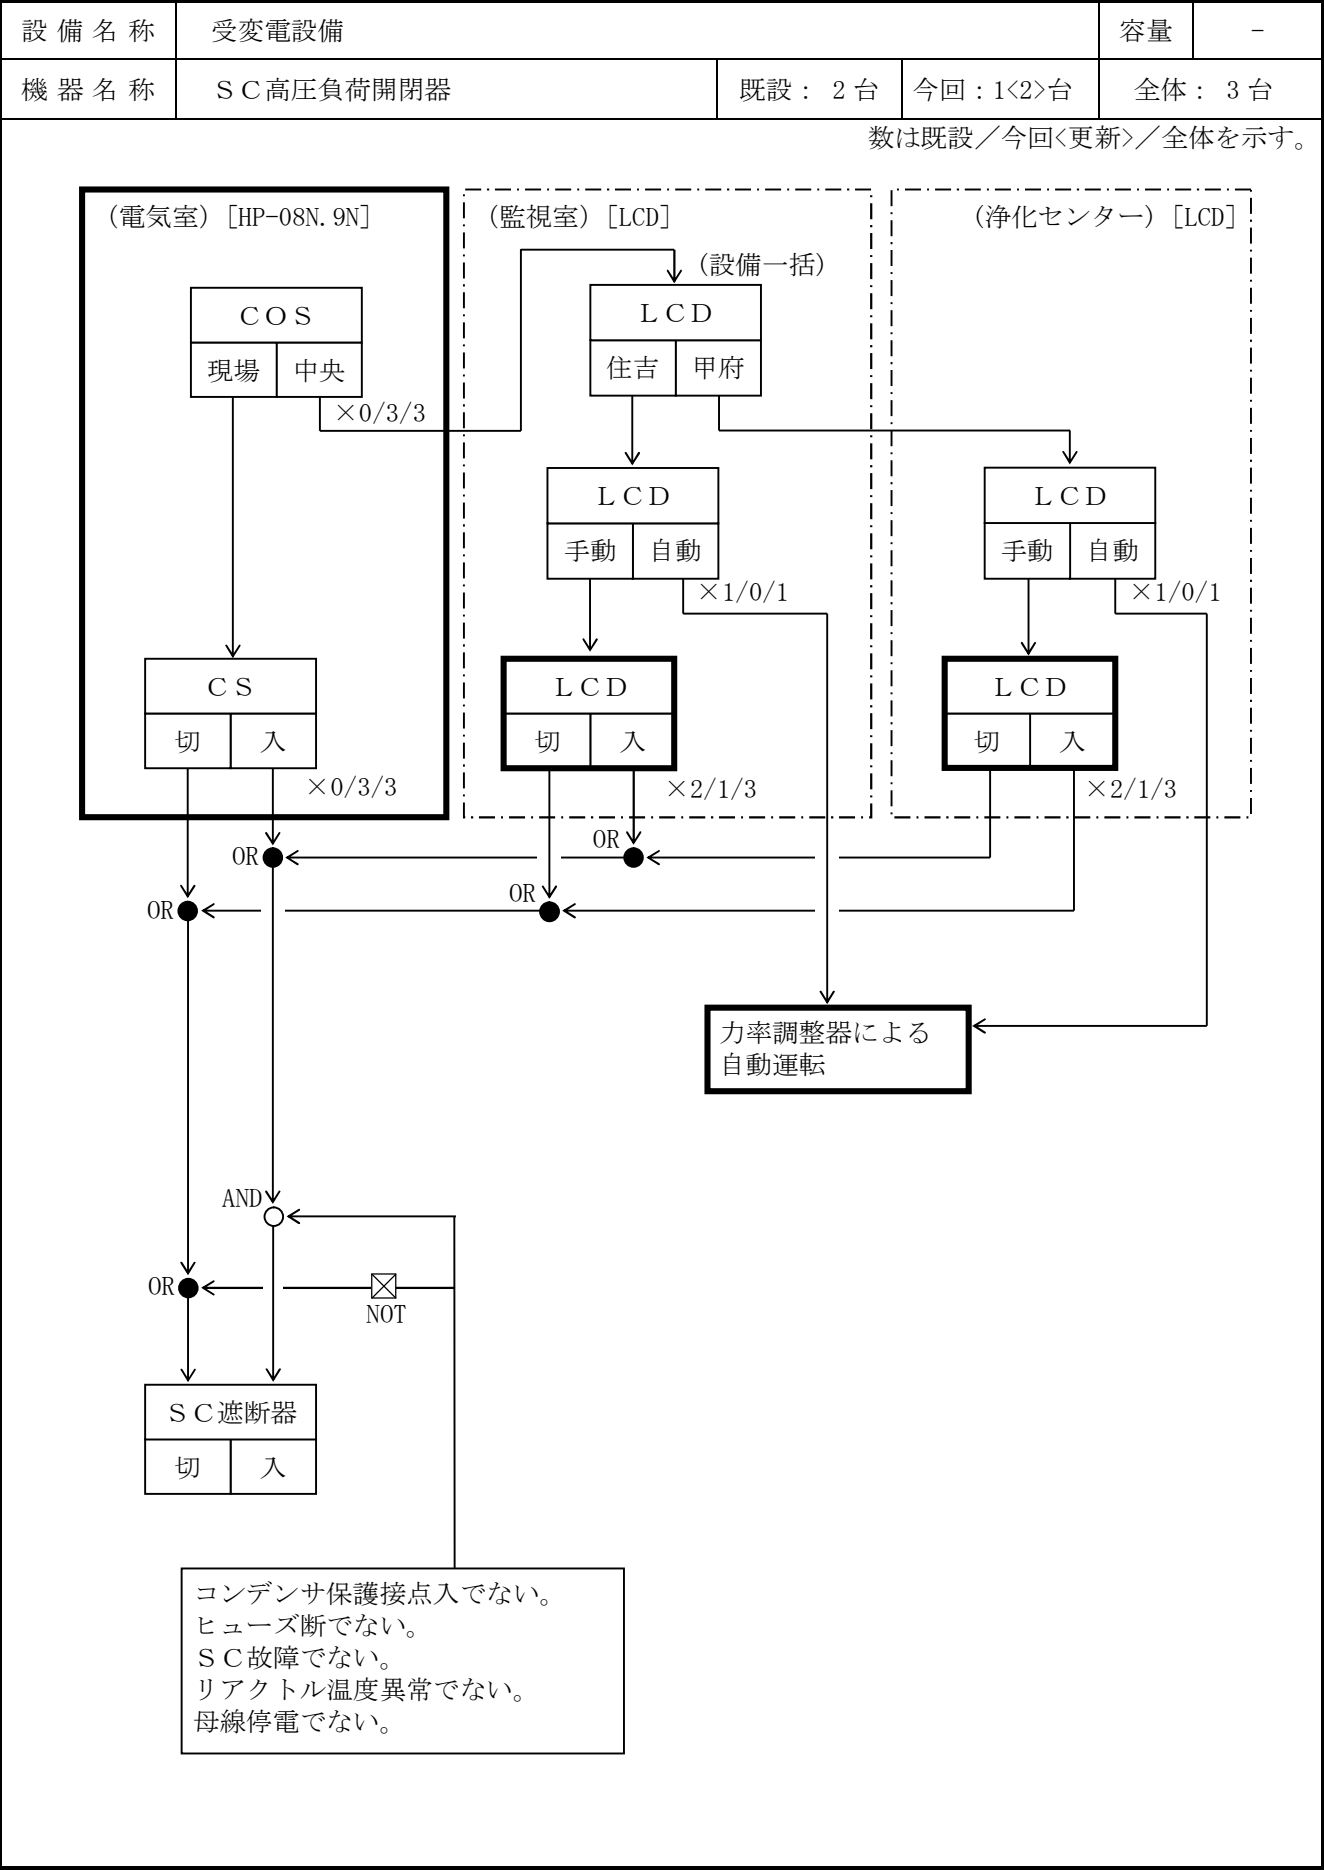 設備名称 受変電設備 容量 -
機器名称 ＳＣ高圧負荷開閉器 既設： 2台 今回：1<2>台 全体： 3台
数は既設／今回<更新>／全体を示す。
(電気室) [HP-08N.9N]
(監視室) [LCD]
(浄化センター) [LCD]
(設備一括)
ＣＯＳ
現場 中央
×0/3/3
ＬＣＤ
住吉 甲府
ＬＣＤ
手動 自動
×1/0/1
ＬＣＤ
手動 自動
×1/0/1
ＣＳ
切 入
×0/3/3
ＬＣＤ
切 入
×2/1/3
ＬＣＤ
切 入
×2/1/3
OR
OR
OR
OR
力率調整器による
自動運転
AND
OR
NOT
ＳＣ遮断器
切 入
コンデンサ保護接点入でない。
ヒューズ断でない。
ＳＣ故障でない。
リアクトル温度異常でない。
母線停電でない。